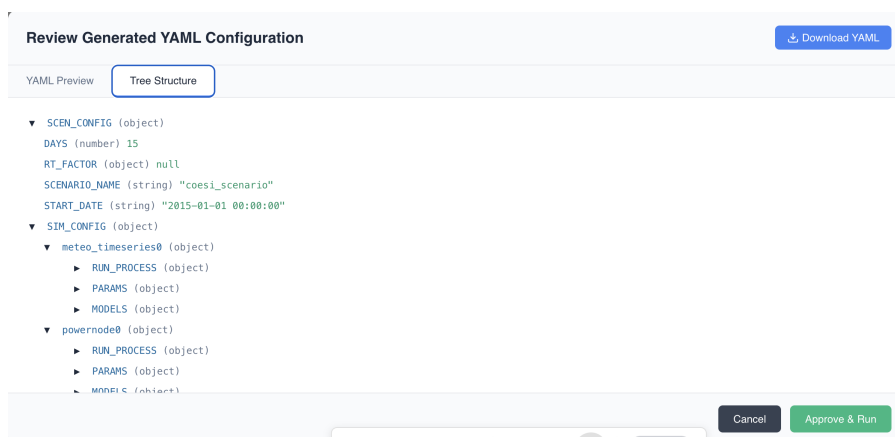 Review Generated YAML Configuration
Download YAML
YAML Preview
Tree Structure
▼ SCEN_CONFIG (object)
DAYS (number) 15
RT_FACTOR (object) null
SCENARIO_NAME (string) "coesi_scenario"
START_DATE (string) "2015-01-01 00:00:00"
▼ SIM_CONFIG (object)
▼ meteo_timeseries0 (object)
▶ RUN_PROCESS (object)
▶ PARAMS (object)
▶ MODELS (object)
▼ powernode0 (object)
▶ RUN_PROCESS (object)
▶ PARAMS (object)
▶ MODELS (object)
Cancel
Approve & Run